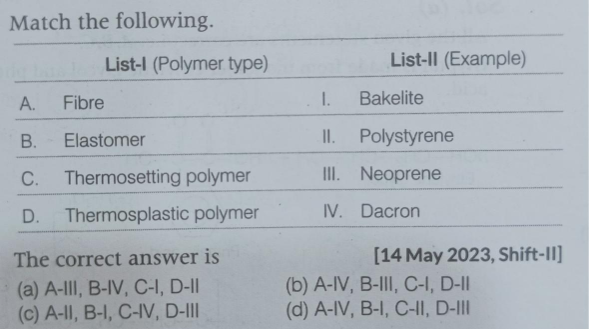 Match the following.
List-I (Polymer type) List-II (Example)
A. Fibre I. Bakelite
B. Elastomer II. Polystyrene
C. Thermosetting polymer III. Neoprene
D. Thermosplastic polymer IV. Dacron
The correct answer is [14 May 2023, Shift-II]
(a) A-III, B-IV, C-I, D-II (b) A-IV, B-III, C-I, D-II
(c) A-II, B-I, C-IV, D-III (d) A-IV, B-I, C-II, D-III